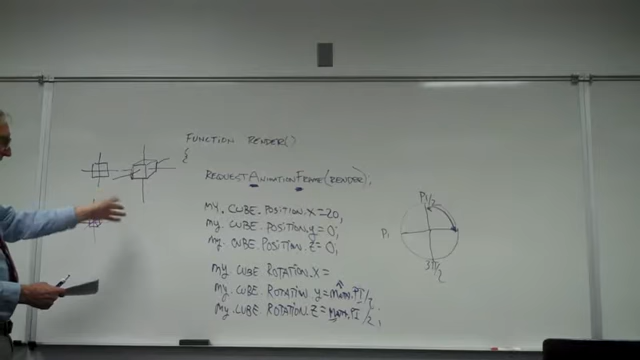 FUNCTION RENDER()
{
REQUESTANIMATIONFRAME(RENDER);
MY.CUBE.POSITION.X=20;
MY.CUBE.POSITION.Y=0;
MY.CUBE.POSITION.Z=0;
MY.CUBE ROTATION.X=
MY.CUBE.ROTATION Y=MATH.PI/2;
MY.CUBE.ROTATION.Z=MATH.PI/2;
PI/2
PI
3PI/2